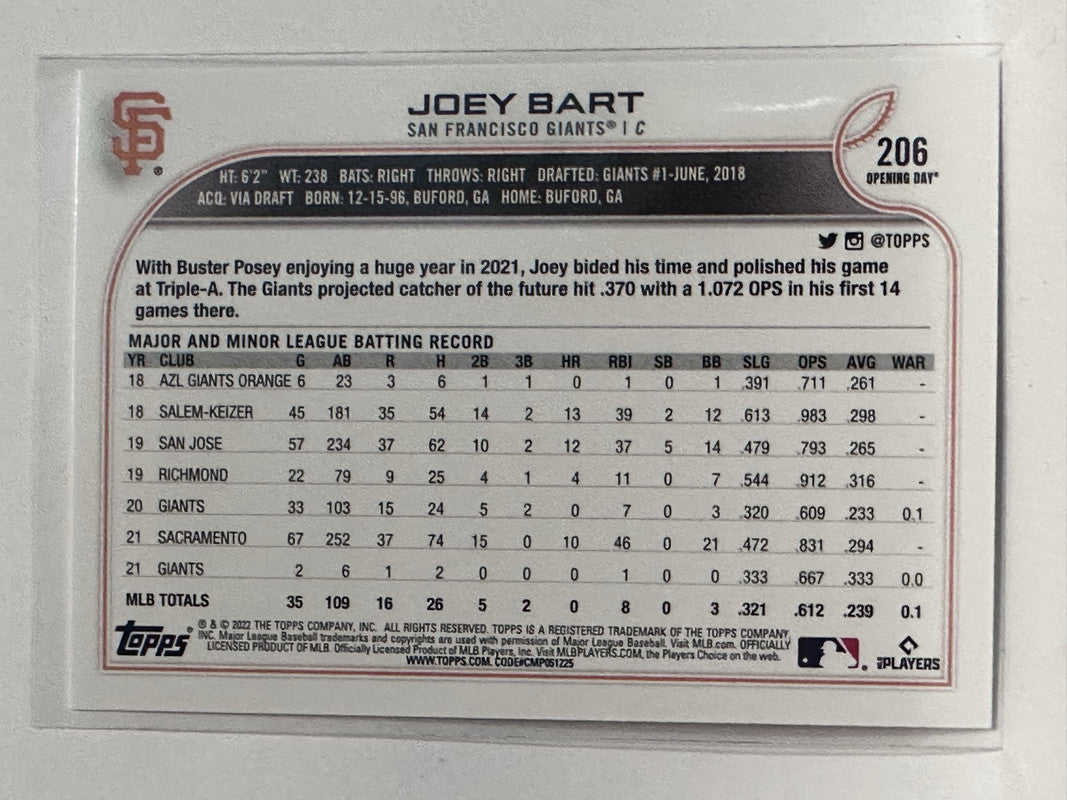 SF®
JOEY BART
SAN FRANCISCO GIANTS® | C
206
OPENING DAY®
HT: 6'2" WT: 238 BATS: RIGHT THROWS: RIGHT DRAFTED: GIANTS #1-JUNE, 2018
ACQ: VIA DRAFT BORN: 12-15-96, BUFORD, GA HOME: BUFORD, GA
@TOPPS
With Buster Posey enjoying a huge year in 2021, Joey bided his time and polished his game
at Triple-A. The Giants projected catcher of the future hit .370 with a 1.072 OPS in his first 14
games there.
MAJOR AND MINOR LEAGUE BATTING RECORD
YR CLUB G AB R H 2B 3B HR RBI SB BB SLG OPS AVG WAR
18 AZL GIANTS ORANGE 6 23 3 6 1 1 0 1 0 1 .391 .711 .261 -
18 SALEM-KEIZER 45 181 35 54 14 2 13 39 2 12 .613 .983 .298 -
19 SAN JOSE 57 234 37 62 10 2 12 37 5 14 .479 .793 .265 -
19 RICHMOND 22 79 9 25 4 1 4 11 0 7 .544 .912 .316 -
20 GIANTS 33 103 15 24 5 2 0 7 0 3 .320 .609 .233 0.1
21 SACRAMENTO 67 252 37 74 15 0 10 46 0 21 .472 .831 .294 -
21 GIANTS 2 6 1 2 0 0 0 1 0 0 .333 .667 .333 0.0
MLB TOTALS 35 109 16 26 5 2 0 8 0 3 .321 .612 .239 0.1
Topps®
® & © 2022 THE TOPPS COMPANY, INC. ALL RIGHTS RESERVED. TOPPS IS A REGISTERED TRADEMARK OF THE TOPPS COMPANY,
INC. Major League Baseball trademarks and copyrights are used with permission of Major League Baseball. Visit MLB.com. OFFICIALLY
LICENSED PRODUCT OF MLB. Officially Licensed Product of MLB Players, Inc. Visit MLBPLAYERS.COM, the Players Choice on the web.
WWW.TOPPS.COM. CODE#CMP051225
MLB PLAYERS